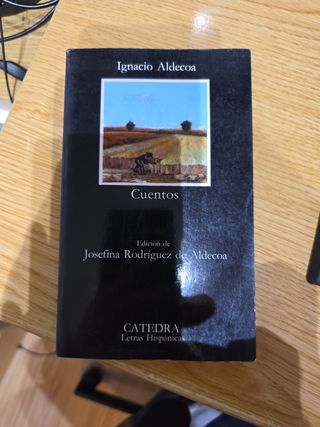 Ignacio Aldecoa
Cuentos
Edición de
Josefina Rodríguez de Aldecoa
CATEDRA
Letras Hispánicas